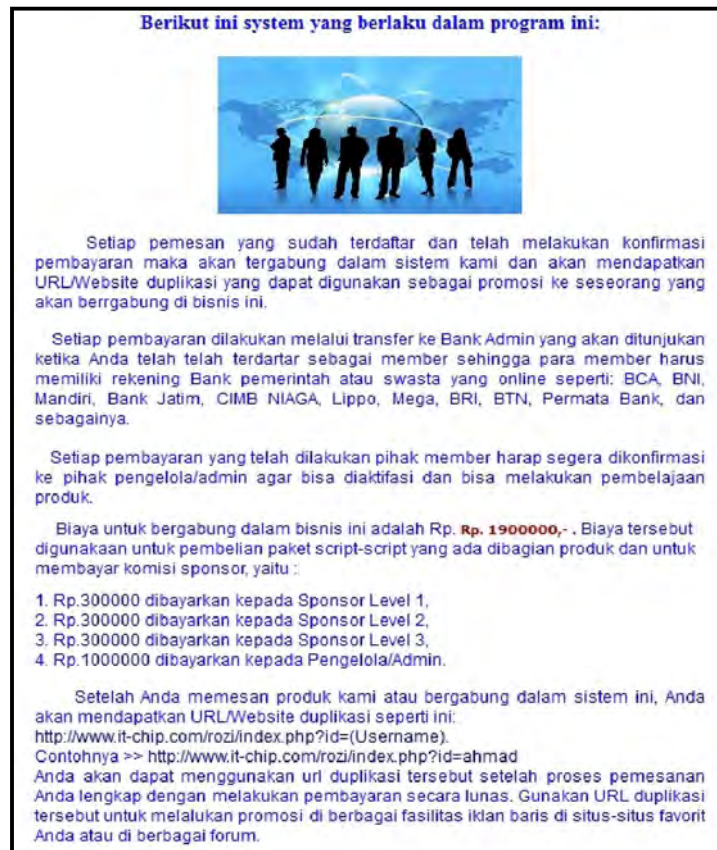 Berikut ini system yang berlaku dalam program ini:
Setiap pemesan yang sudah terdaftar dan telah melakukan konfirmasi
pembayaran maka akan tergabung dalam sistem kami dan akan mendapatkan
URL/Website duplikasi yang dapat digunakan sebagai promosi ke seseorang yang
akan berrgabung di bisnis ini.
Setiap pembayaran dilakukan melalui transfer ke Bank Admin yang akan ditunjukan
ketika Anda telah telah terdartar sebagai member sehingga para member harus
memiliki rekening Bank pemerintah atau swasta yang online seperti: BCA, BNI,
Mandiri, Bank Jatim, CIMB NIAGA, Lippo, Mega, BRI, BTN, Permata Bank, dan
sebagainya.
Setiap pembayaran yang telah dilakukan pihak member harap segera dikonfirmasi
ke pihak pengelola/admin agar bisa diaktifasi dan bisa melakukan pembelajaan
produk.
Biaya untuk bergabung dalam bisnis ini adalah Rp. Rp. 1900000,- . Biaya tersebut
digunakaan untuk pembelian paket script-script yang ada dibagian produk dan untuk
membayar komisi sponsor, yaitu :
1. Rp.300000 dibayarkan kepada Sponsor Level 1,
2. Rp.300000 dibayarkan kepada Sponsor Level 2,
3. Rp.300000 dibayarkan kepada Sponsor Level 3,
4. Rp.1000000 dibayarkan kepada Pengelola/Admin.
Setelah Anda memesan produk kami atau bergabung dalam sistem ini, Anda
akan mendapatkan URL/Website duplikasi seperti ini:
http://www.it-chip.com/rozi/index.php?id=(Username).
Contohnya >> http://www.it-chip.com/rozi/index.php?id=ahmad
Anda akan dapat menggunakan url duplikasi tersebut setelah proses pemesanan
Anda lengkap dengan melakukan pembayaran secara lunas. Gunakan URL duplikasi
tersebut untuk melalukan promosi di berbagai fasilitas iklan baris di situs-situs favorit
Anda atau di berbagai forum.